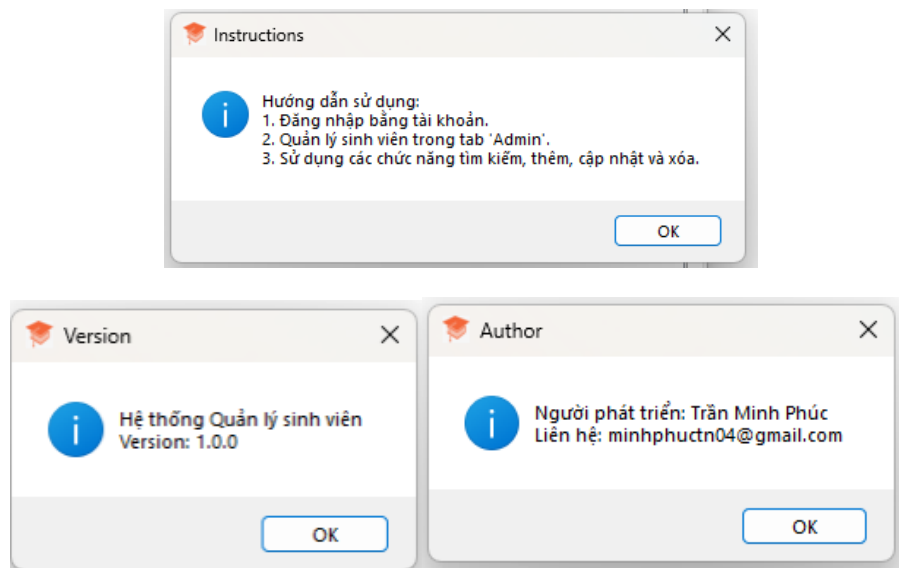 Instructions
Hướng dẫn sử dụng:
1. Đăng nhập bằng tài khoản.
2. Quản lý sinh viên trong tab 'Admin'.
3. Sử dụng các chức năng tìm kiếm, thêm, cập nhật và xóa.
OK
Version
Hệ thống Quản lý sinh viên
Version: 1.0.0
OK
Author
Người phát triển: Trần Minh Phúc
Liên hệ: minhphuctn04@gmail.com
OK